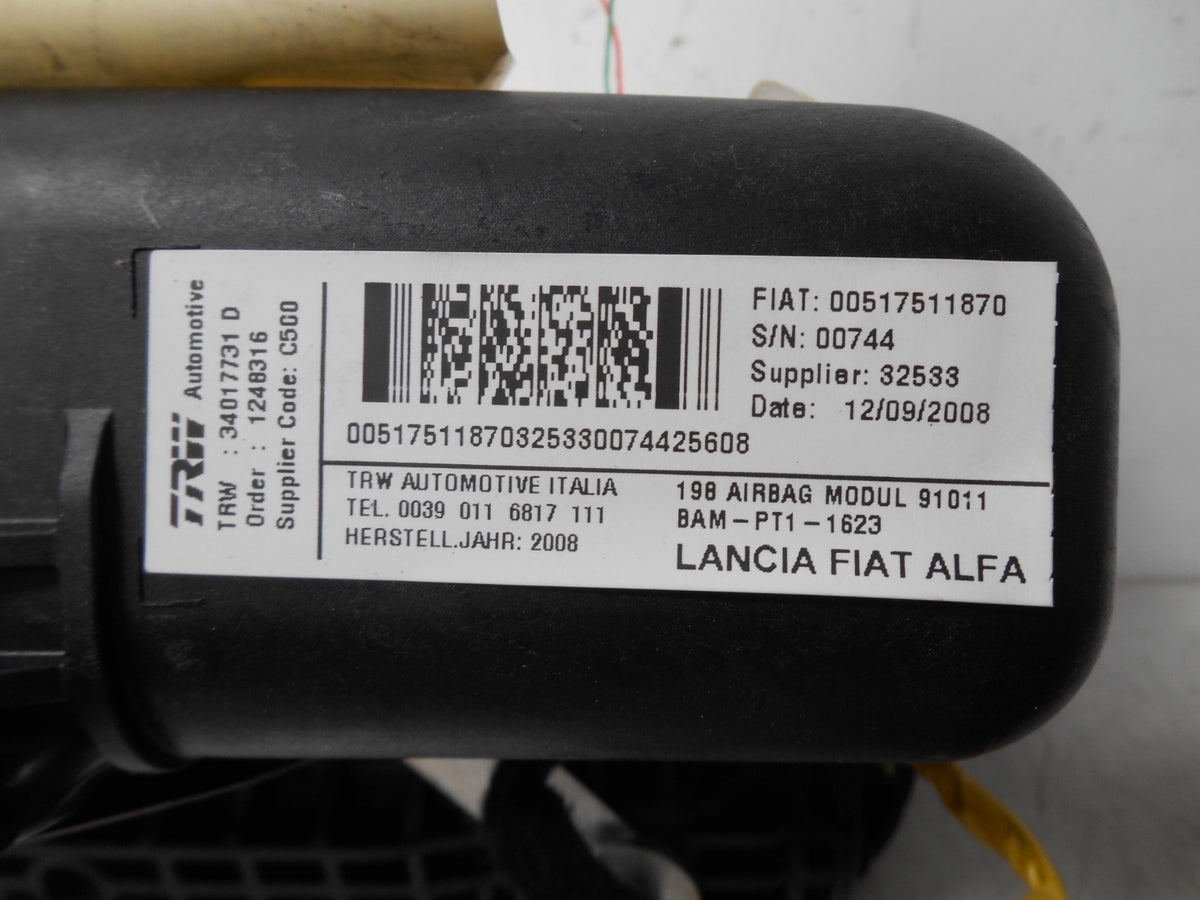 TRW Automotive
TRW : 34017731 D
Order : 1248316
Supplier Code: C500
FIAT: 00517511870
S/N: 00744
Supplier: 32533
Date: 12/09/2008
00517511870325330074425608
TRW AUTOMOTIVE ITALIA
TEL. 0039 011 6817 111
HERSTELL.JAHR: 2008
198 AIRBAG MODUL 91011
BAM-PT1-1623
LANCIA FIAT ALFA